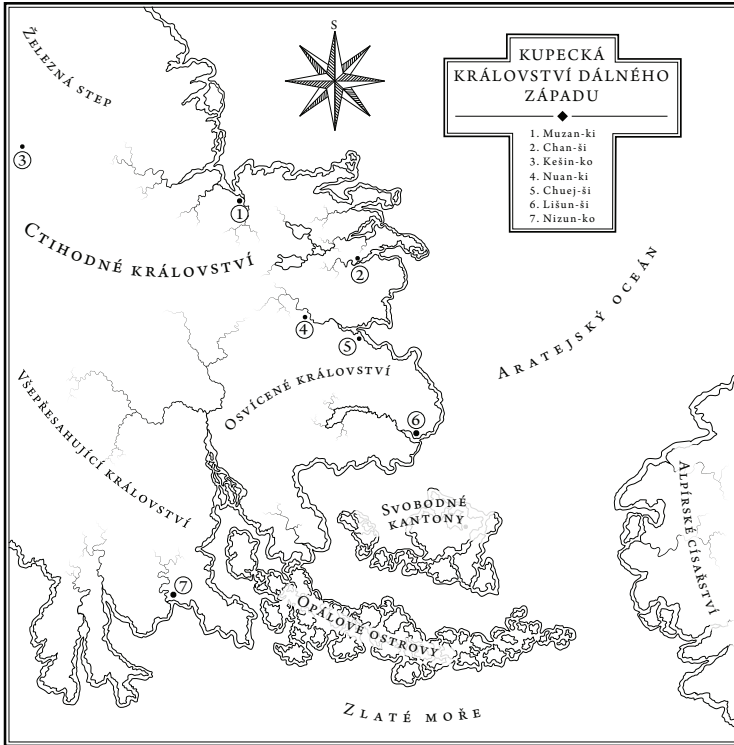 S
KUPECKÁ
KRÁLOVSTVÍ DÁLNÉHO
ZÁPADU
1. Muzan-ki
2. Chan-ši
3. Kešin-ko
4. Nuan-ki
5. Chuej-ši
6. Lišun-ši
7. Nizun-ko
ŽELEZNÁ STEP
3
1
CTIHODNÉ KRÁLOVSTVÍ
2
ARATEJSKÝ OCEÁN
4
5
OSVÍCENÉ KRÁLOVSTVÍ
VŠEPŘESAHUJÍCÍ KRÁLOVSTVÍ
6
SVOBODNÉ
KANTONY
ALPÍRSKÉ CÍSAŘSTVÍ
7
OPÁLOVÉ OSTROVY
ZLATÉ MOŘE